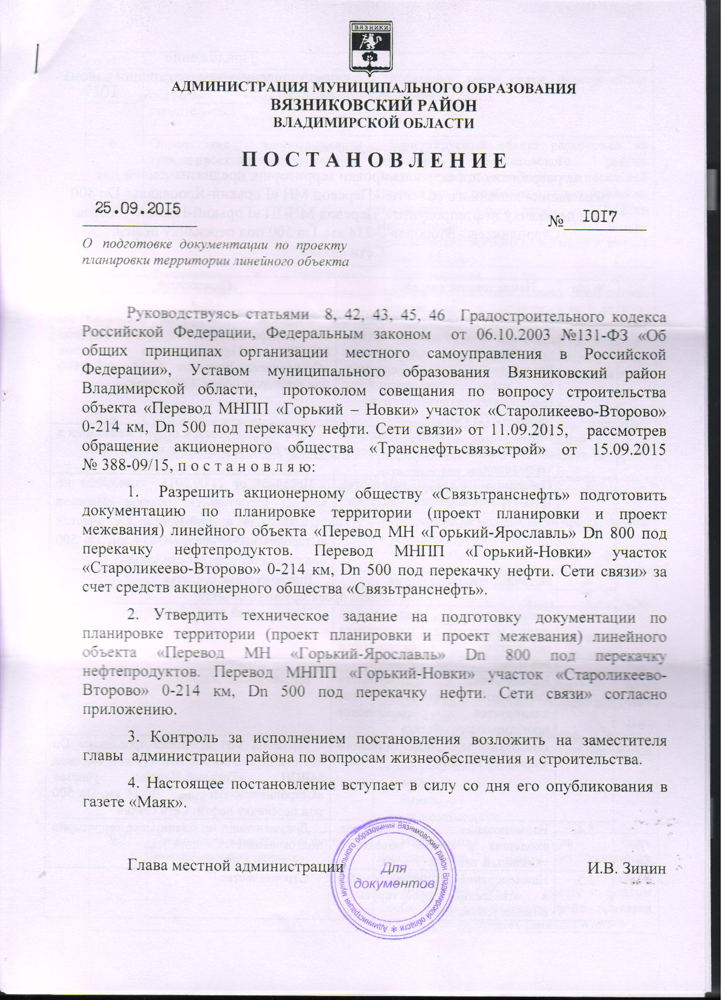 ВЯЗНИКИ
АДМИНИСТРАЦИЯ МУНИЦИПАЛЬНОГО ОБРАЗОВАНИЯ
ВЯЗНИКОВСКИЙ РАЙОН
ВЛАДИМИРСКОЙ ОБЛАСТИ
П О С Т А Н О В Л Е Н И Е
25.09.2015 № 1017
О подготовке документации по проекту
планировки территории линейного объекта
Руководствуясь статьями 8, 42, 43, 45, 46 Градостроительного кодекса
Российской Федерации, Федеральным законом от 06.10.2003 №131-ФЗ «Об
общих принципах организации местного самоуправления в Российской
Федерации», Уставом муниципального образования Вязниковский район
Владимирской области, протоколом совещания по вопросу строительства
объекта «Перевод МНПП «Горький – Новки» участок «Староликеево-Второво»
0-214 км, Dn 500 под перекачку нефти. Сети связи» от 11.09.2015, рассмотрев
обращение акционерного общества «Транснефтьсвязьстрой» от 15.09.2015
№ 388-09/15, п о с т а н о в л я ю:
1. Разрешить акционерному обществу «Связьтранснефть» подготовить
документацию по планировке территории (проект планировки и проект
межевания) линейного объекта «Перевод МН «Горький-Ярославль» Dn 800 под
перекачку нефтепродуктов. Перевод МНПП «Горький-Новки» участок
«Староликеево-Второво» 0-214 км, Dn 500 под перекачку нефти. Сети связи» за
счет средств акционерного общества «Связьтранснефть».
2. Утвердить техническое задание на подготовку документации по
планировке территории (проект планировки и проект межевания) линейного
объекта «Перевод МН «Горький-Ярославль» Dn 800 под перекачку
нефтепродуктов. Перевод МНПП «Горький-Новки» участок «Староликеево-
Второво» 0-214 км, Dn 500 под перекачку нефти. Сети связи» согласно
приложению.
3. Контроль за исполнением постановления возложить на заместителя
главы администрации района по вопросам жизнеобеспечения и строительства.
4. Настоящее постановление вступает в силу со дня его опубликования в
газете «Маяк».
Глава местной администрации И.В. Зинин
Администрация муниципального образования Вязниковский район Владимирской области *
Для
документов